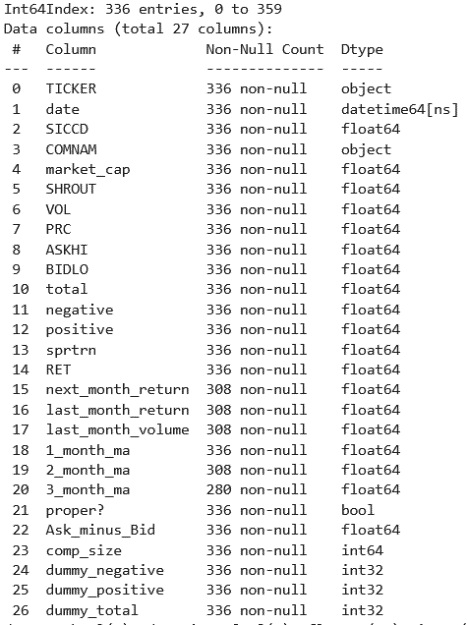 Int64Index: 336 entries, 0 to 359
Data columns (total 27 columns):
 #   Column             Non-Null Count  Dtype
---  ------             --------------  -----
 0   TICKER             336 non-null    object
 1   date               336 non-null    datetime64[ns]
 2   SICCD              336 non-null    float64
 3   COMNAM             336 non-null    object
 4   market_cap         336 non-null    float64
 5   SHROUT             336 non-null    float64
 6   VOL                336 non-null    float64
 7   PRC                336 non-null    float64
 8   ASKHI              336 non-null    float64
 9   BIDLO              336 non-null    float64
 10  total              336 non-null    float64
 11  negative           336 non-null    float64
 12  positive           336 non-null    float64
 13  sprtrn             336 non-null    float64
 14  RET                336 non-null    float64
 15  next_month_return  308 non-null    float64
 16  last_month_return  308 non-null    float64
 17  last_month_volume  308 non-null    float64
 18  1_month_ma         336 non-null    float64
 19  2_month_ma         308 non-null    float64
 20  3_month_ma         280 non-null    float64
 21  proper?            336 non-null    bool
 22  Ask_minus_Bid      336 non-null    float64
 23  comp_size          336 non-null    int64
 24  dummy_negative     336 non-null    int32
 25  dummy_positive     336 non-null    int32
 26  dummy_total        336 non-null    int32